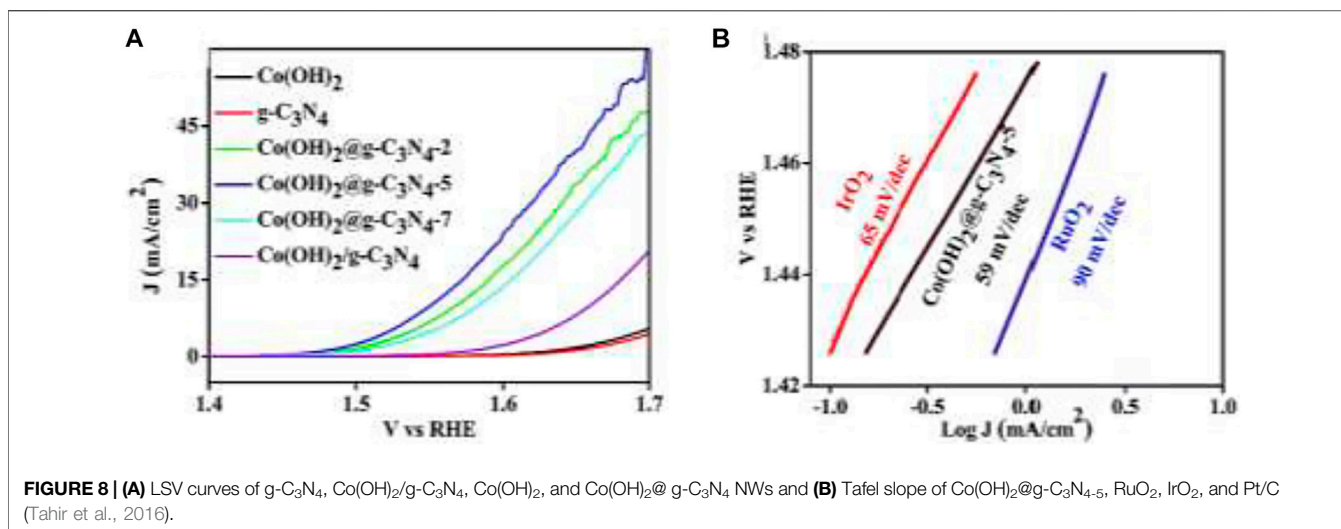 A
Co(OH)2
g-C3N4
Co(OH)2@g-C3N4-2
Co(OH)2@g-C3N4-5
Co(OH)2@g-C3N4-7
Co(OH)2/g-C3N4
J (mA/cm2)
45
30
15
0
1.4 1.5 1.6 1.7
V vs RHE
B
V vs RHE
1.48
1.46
1.44
1.42
IrO2
65 mV/dec
Co(OH)2@g-C3N4-5
59 mV/dec
RuO2
90 mV/dec
-1.0 -0.5 0.0 0.5 1.0
Log J (mA/cm2)
FIGURE 8 | (A) LSV curves of g-C3N4, Co(OH)2/g-C3N4, Co(OH)2, and Co(OH)2@ g-C3N4 NWs and (B) Tafel slope of Co(OH)2@g-C3N4-5, RuO2, IrO2, and Pt/C
(Tahir et al., 2016).